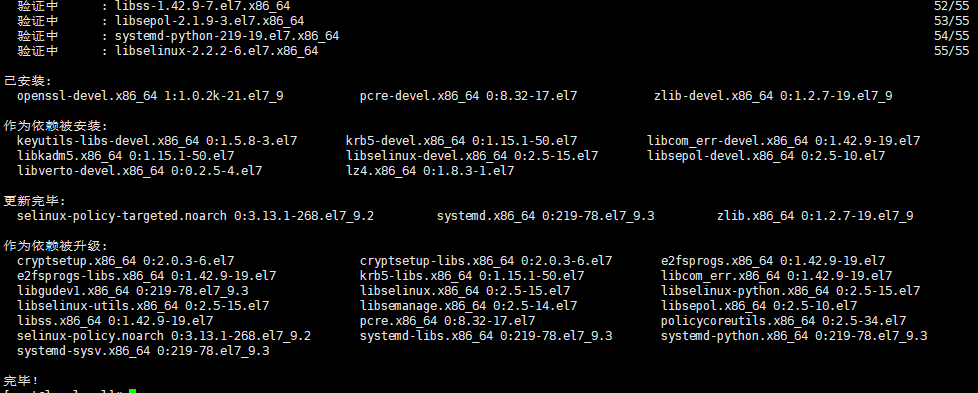 验证中 : libss-1.42.9-7.el7.x86_64 52/55
验证中 : libsepol-2.1.9-3.el7.x86_64 53/55
验证中 : systemd-python-219-19.el7.x86_64 54/55
验证中 : libselinux-2.2.2-6.el7.x86_64 55/55
已安装:
openssl-devel.x86_64 1:1.0.2k-21.el7_9 pcre-devel.x86_64 0:8.32-17.el7 zlib-devel.x86_64 0:1.2.7-19.el7_9
作为依赖被安装:
keyutils-libs-devel.x86_64 0:1.5.8-3.el7 krb5-devel.x86_64 0:1.15.1-50.el7 libcom_err-devel.x86_64 0:1.42.9-19.el7
libkadm5.x86_64 0:1.15.1-50.el7 libselinux-devel.x86_64 0:2.5-15.el7 libsepol-devel.x86_64 0:2.5-10.el7
libverto-devel.x86_64 0:0.2.5-4.el7 lz4.x86_64 0:1.8.3-1.el7
更新完毕:
selinux-policy-targeted.noarch 0:3.13.1-268.el7_9.2 systemd.x86_64 0:219-78.el7_9.3 zlib.x86_64 0:1.2.7-19.el7_9
作为依赖被升级:
cryptsetup.x86_64 0:2.0.3-6.el7 cryptsetup-libs.x86_64 0:2.0.3-6.el7 e2fsprogs.x86_64 0:1.42.9-19.el7
e2fsprogs-libs.x86_64 0:1.42.9-19.el7 krb5-libs.x86_64 0:1.15.1-50.el7 libcom_err.x86_64 0:1.42.9-19.el7
libgudev1.x86_64 0:219-78.el7_9.3 libselinux.x86_64 0:2.5-15.el7 libselinux-python.x86_64 0:2.5-15.el7
libselinux-utils.x86_64 0:2.5-15.el7 libsemanage.x86_64 0:2.5-14.el7 libsepol.x86_64 0:2.5-10.el7
libss.x86_64 0:1.42.9-19.el7 pcre.x86_64 0:8.32-17.el7 policycoreutils.x86_64 0:2.5-34.el7
selinux-policy.noarch 0:3.13.1-268.el7_9.2 systemd-libs.x86_64 0:219-78.el7_9.3 systemd-python.x86_64 0:219-78.el7_9.3
systemd-sysv.x86_64 0:219-78.el7_9.3
完毕!